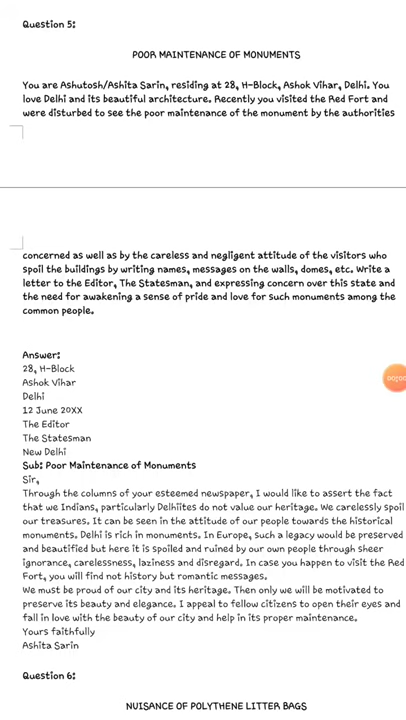 Question 5:
POOR MAINTENANCE OF MONUMENTS
You are Ashutosh/Ashita Sarin, residing at 28, H-Block, Ashok Vihar, Delhi. You
love Delhi and its beautiful architecture. Recently you visited the Red Fort and
were disturbed to see the poor maintenance of the monument by the authorities
concerned as well as by the careless and negligent attitude of the visitors who
spoil the buildings by writing names, messages on the walls, domes, etc. Write a
letter to the Editor, The Statesman, and expressing concern over this state and
the need for awakening a sense of pride and love for such monuments among the
common people.
Answer:
28, H-Block
Ashok Vihar
Delhi
12 June 20XX
The Editor
The Statesman
New Delhi
Sub: Poor Maintenance of Monuments
Sir,
Through the columns of your esteemed newspaper, I would like to assert the fact
that we Indians, particularly Delhiites do not value our heritage. We carelessly spoil
our treasures. It can be seen in the attitude of our people towards the historical
monuments. Delhi is rich in monuments. In Europe, such a legacy would be preserved
and beautified but here it is spoiled and ruined by our own people through sheer
ignorance, carelessness, laziness and disregard. In case you happen to visit the Red
Fort, you will find not history but romantic messages.
We must be proud of our city and its heritage. Then only we will be motivated to
preserve its beauty and elegance. I appeal to fellow citizens to open their eyes and
fall in love with the beauty of our city and help in its proper maintenance.
Yours faithfully
Ashita Sarin
Question 6:
NUISANCE OF POLYTHENE LITTER BAGS